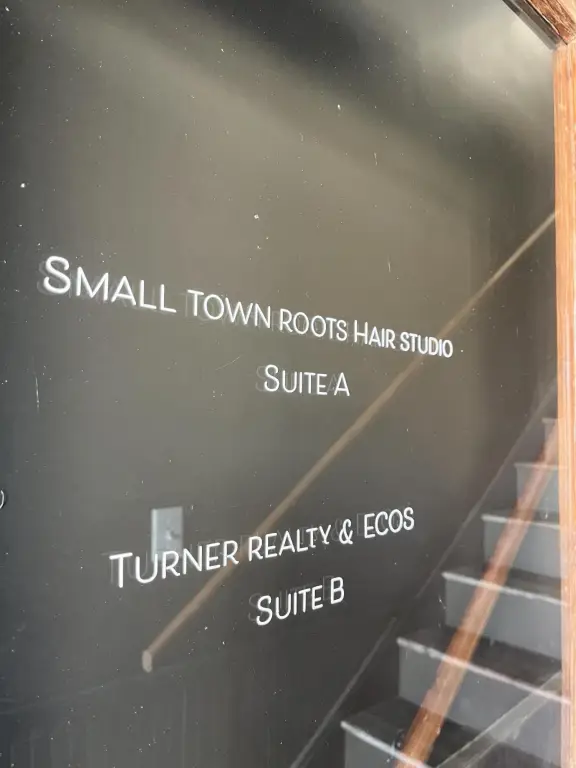 Small town roots Hair studio
Suite A
Turner realty & ecos
Suite B